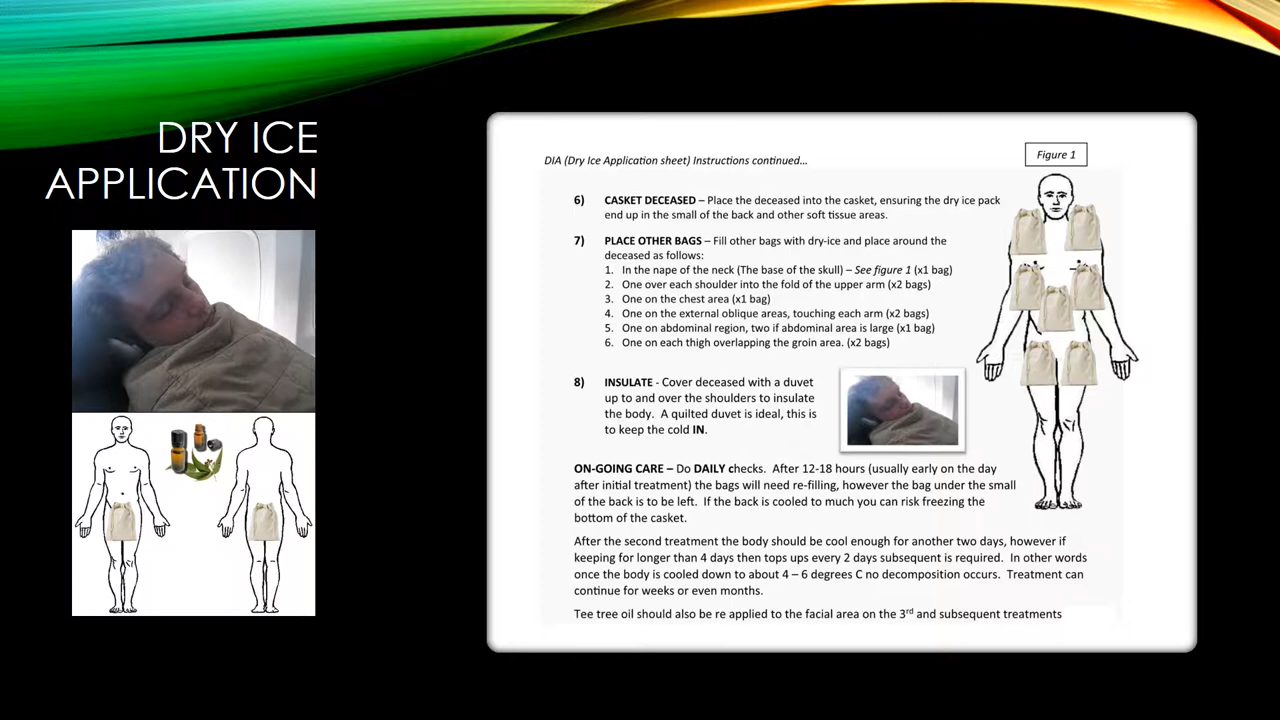 DRY ICE
APPLICATION
DIA (Dry Ice Application sheet) Instructions continued...
Figure 1
6) CASKET DECEASED – Place the deceased into the casket, ensuring the dry ice pack
end up in the small of the back and other soft tissue areas.
7) PLACE OTHER BAGS – Fill other bags with dry-ice and place around the
deceased as follows:
1. In the nape of the neck (The base of the skull) – See figure 1 (x1 bag)
2. One over each shoulder into the fold of the upper arm (x2 bags)
3. One on the chest area (x1 bag)
4. One on the external oblique areas, touching each arm (x2 bags)
5. One on abdominal region, two if abdominal area is large (x1 bag)
6. One on each thigh overlapping the groin area. (x2 bags)
8) INSULATE - Cover deceased with a duvet
up to and over the shoulders to insulate
the body. A quilted duvet is ideal, this is
to keep the cold IN.
ON-GOING CARE – Do DAILY checks. After 12-18 hours (usually early on the day
after initial treatment) the bags will need re-filling, however the bag under the small
of the back is to be left. If the back is cooled to much you can risk freezing the
bottom of the casket.
After the second treatment the body should be cool enough for another two days, however if
keeping for longer than 4 days then tops ups every 2 days subsequent is required. In other words
once the body is cooled down to about 4 – 6 degrees C no decomposition occurs. Treatment can
continue for weeks or even months.
Tee tree oil should also be re applied to the facial area on the 3rd and subsequent treatments